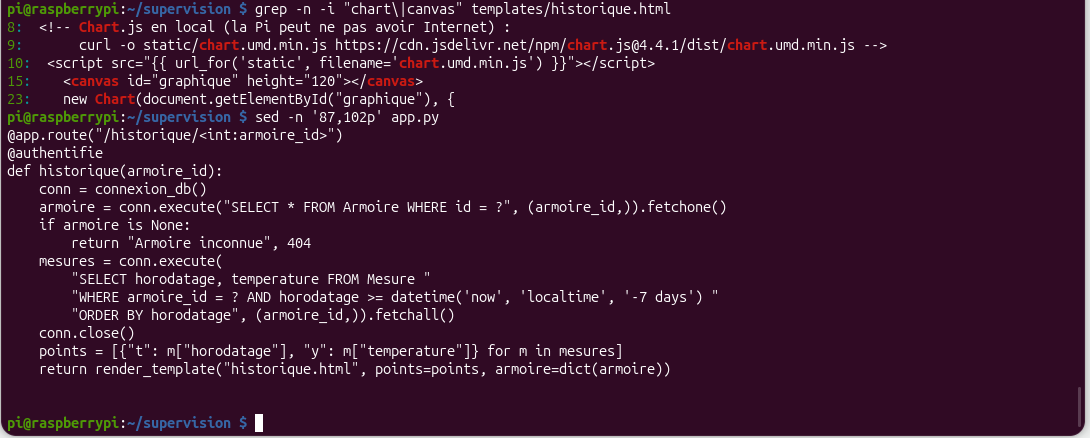 pi@raspberrypi:~/supervision $ grep -n -i "chart\|canvas" templates/historique.html
8:  <!-- Chart.js en local (la Pi peut ne pas avoir Internet) :
9:       curl -o static/chart.umd.min.js https://cdn.jsdelivr.net/npm/chart.js@4.4.1/dist/chart.umd.min.js -->
10:  <script src="{{ url_for('static', filename='chart.umd.min.js') }}"></script>
15:    <canvas id="graphique" height="120"></canvas>
23:    new Chart(document.getElementById("graphique"), {
pi@raspberrypi:~/supervision $ sed -n '87,102p' app.py
@app.route("/historique/<int:armoire_id>")
@authentifie
def historique(armoire_id):
    conn = connexion_db()
    armoire = conn.execute("SELECT * FROM Armoire WHERE id = ?", (armoire_id,)).fetchone()
    if armoire is None:
        return "Armoire inconnue", 404
    mesures = conn.execute(
        "SELECT horodatage, temperature FROM Mesure "
        "WHERE armoire_id = ? AND horodatage >= datetime('now', 'localtime', '-7 days') "
        "ORDER BY horodatage", (armoire_id,)).fetchall()
    conn.close()
    points = [{"t": m["horodatage"], "y": m["temperature"]} for m in mesures]
    return render_template("historique.html", points=points, armoire=dict(armoire))
pi@raspberrypi:~/supervision $